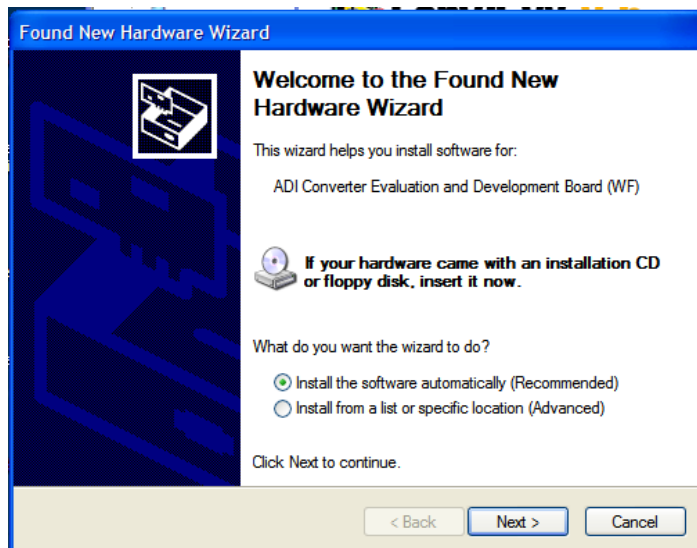 Found New Hardware Wizard
Welcome to the Found New
Hardware Wizard
This wizard helps you install software for:
ADI Converter Evaluation and Development Board (WF)
If your hardware came with an installation CD
or floppy disk, insert it now.
What do you want the wizard to do?
Install the software automatically (Recommended)
Install from a list or specific location (Advanced)
Click Next to continue.
< Back Next > Cancel